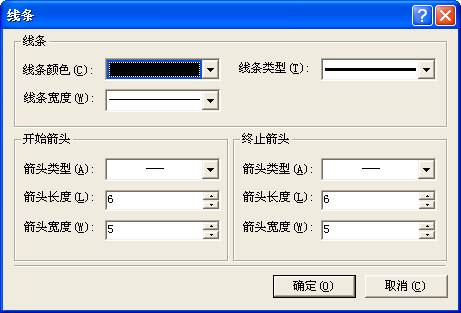 线条
线条
线条颜色(C): 线条类型(T):
线条宽度(W):
开始箭头 终止箭头
箭头类型(A): 箭头类型(A):
箭头长度(L): 6 箭头长度(L): 6
箭头宽度(W): 5 箭头宽度(W): 5
确定(O) 取消(C)